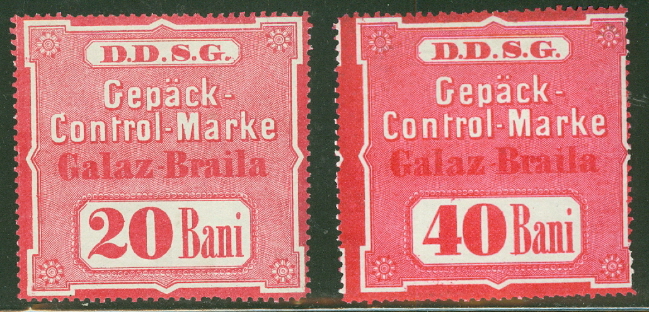 D.D.S.G.
Gepäck-
Control-Marke
Galaz-Braila
20 Bani
D.D.S.G.
Gepäck-
Control-Marke
Galaz-Braila
40 Bani